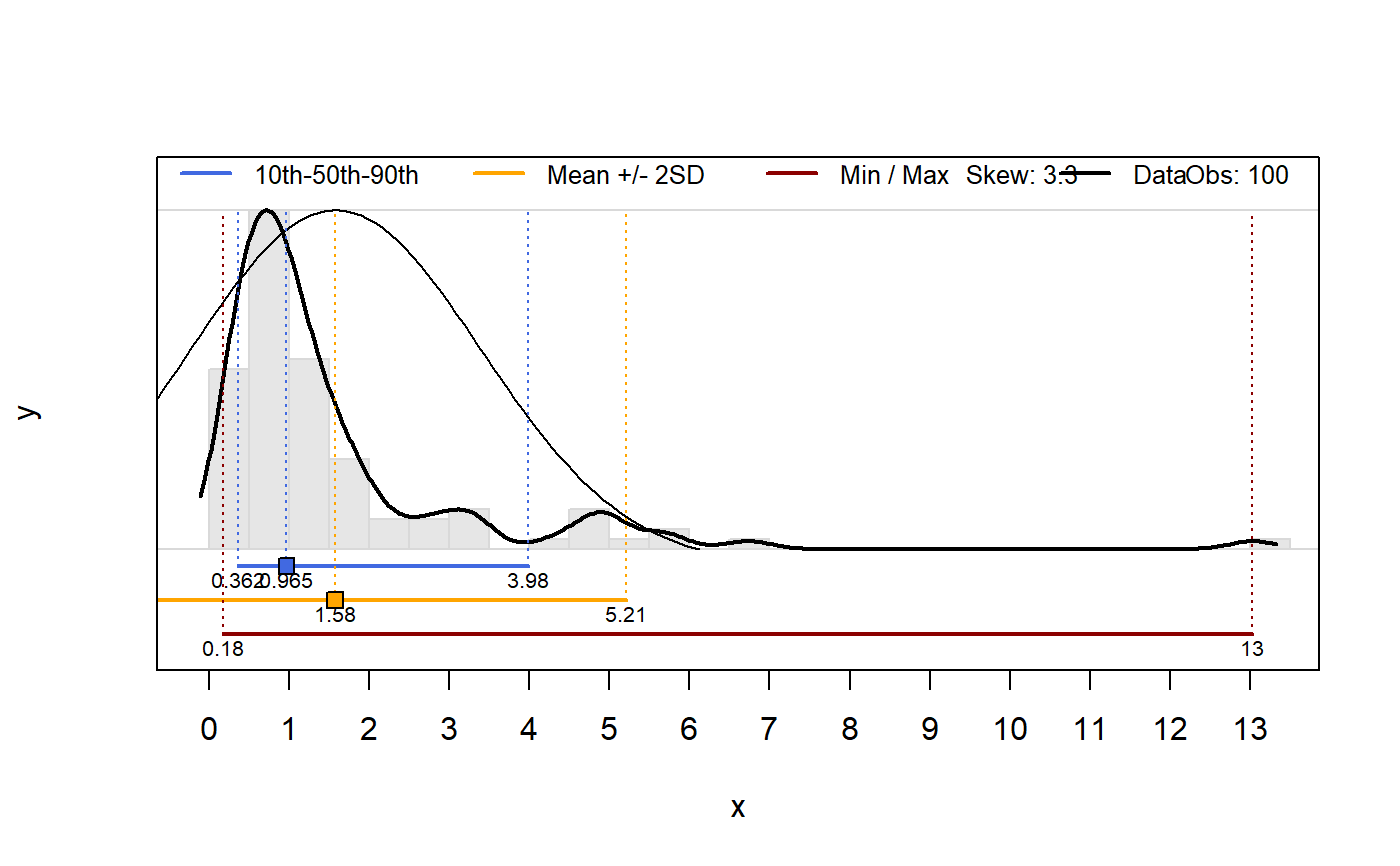 10th-50th-90th Mean +/- 2SD Min / Max Skew: 3.3 Data Obs: 100
y
0.362 0.965 3.98
1.58 5.21
0.18 13
0 1 2 3 4 5 6 7 8 9 10 11 12 13
x